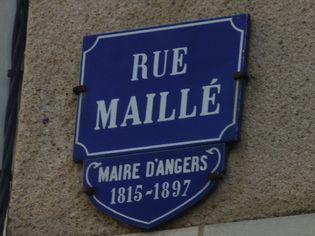 RUE
MAILLÉ
MAIRE D'ANGERS
1815-1897